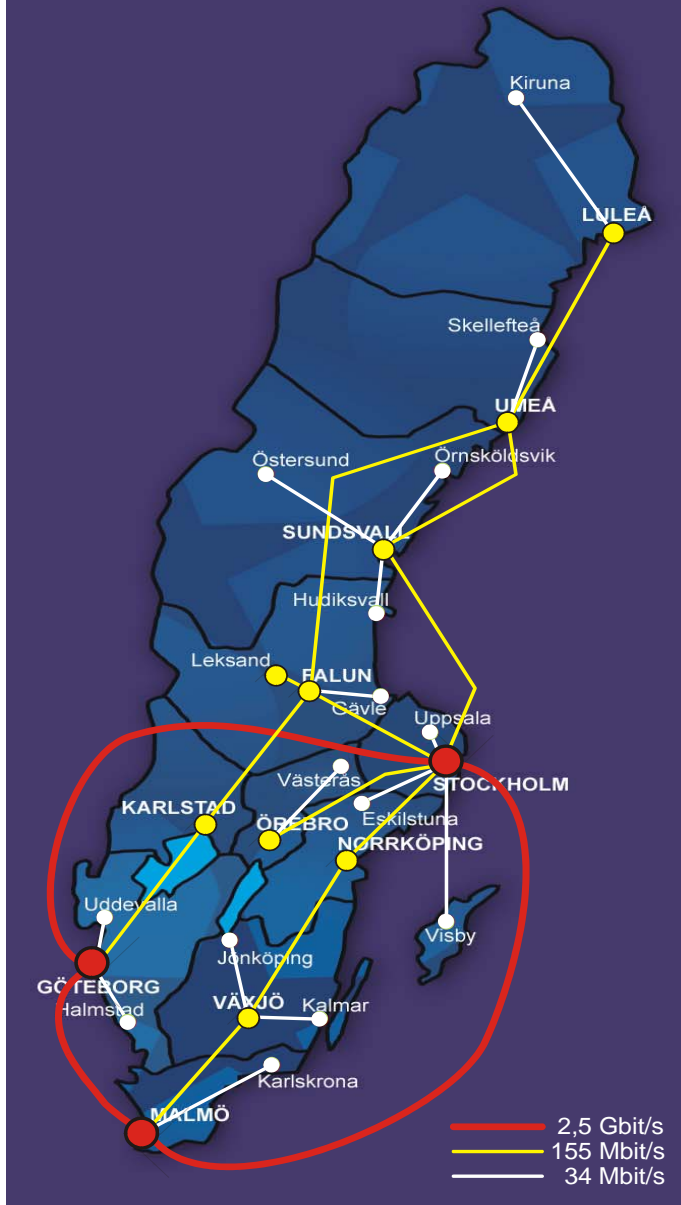 Kiruna
LULEÅ
Skellefteå
UMEÅ
Östersund
Örnsköldsvik
SUNDSVALL
Hudiksvall
Leksand
FALUN
Gävle
Uppsala
Västerås
STOCKHOLM
KARLSTAD
Eskilstuna
ÖREBRO
NORRKÖPING
Uddevalla
Visby
Jönköping
GÖTEBORG
VÄXJÖ
Kalmar
Halmstad
Karlskrona
MALMÖ
2,5 Gbit/s
155 Mbit/s
34 Mbit/s